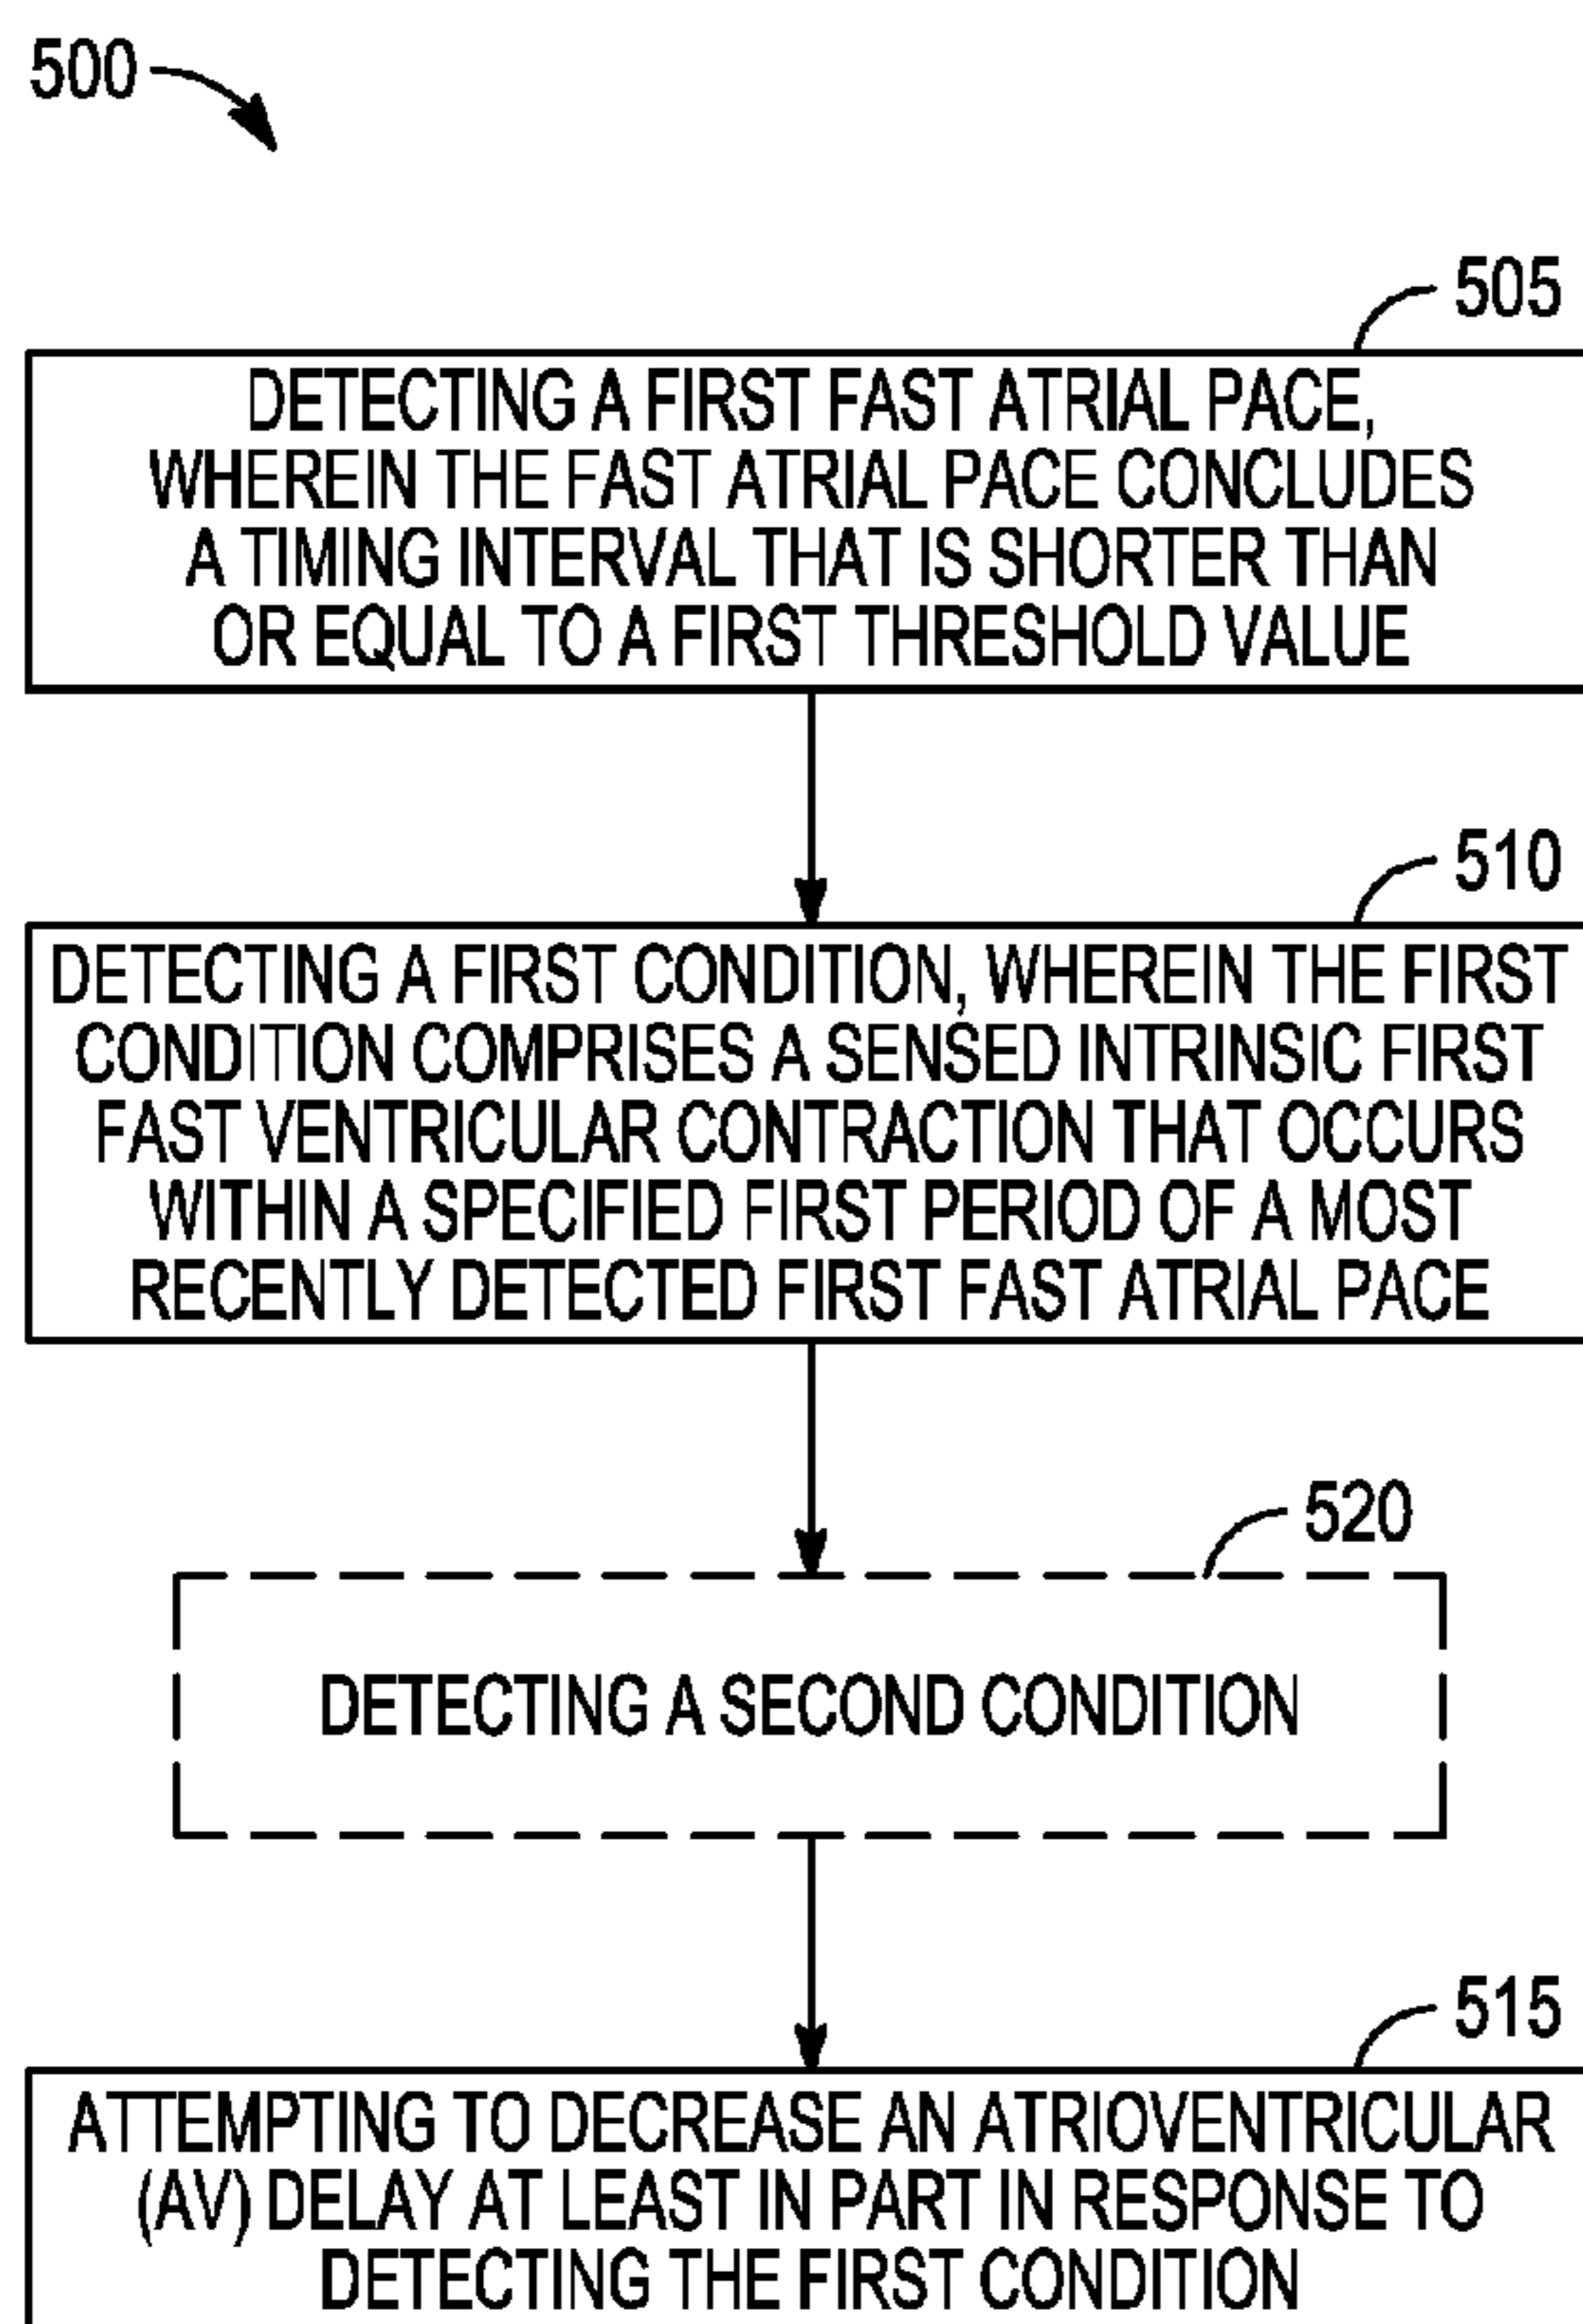 500
505
DETECTING A FIRST FAST ATRIAL PACE,
WHEREIN THE FAST ATRIAL PACE CONCLUDES
A TIMING INTERVAL THAT IS SHORTER THAN
OR EQUAL TO A FIRST THRESHOLD VALUE
510
DETECTING A FIRST CONDITION, WHEREIN THE FIRST
CONDITION COMPRISES A SENSED INTRINSIC FIRST
FAST VENTRICULAR CONTRACTION THAT OCCURS
WITHIN A SPECIFIED FIRST PERIOD OF A MOST
RECENTLY DETECTED FIRST FAST ATRIAL PACE
520
DETECTING A SECOND CONDITION
515
ATTEMPTING TO DECREASE AN ATRIOVENTRICULAR
(AV) DELAY AT LEAST IN PART IN RESPONSE TO
DETECTING THE FIRST CONDITION